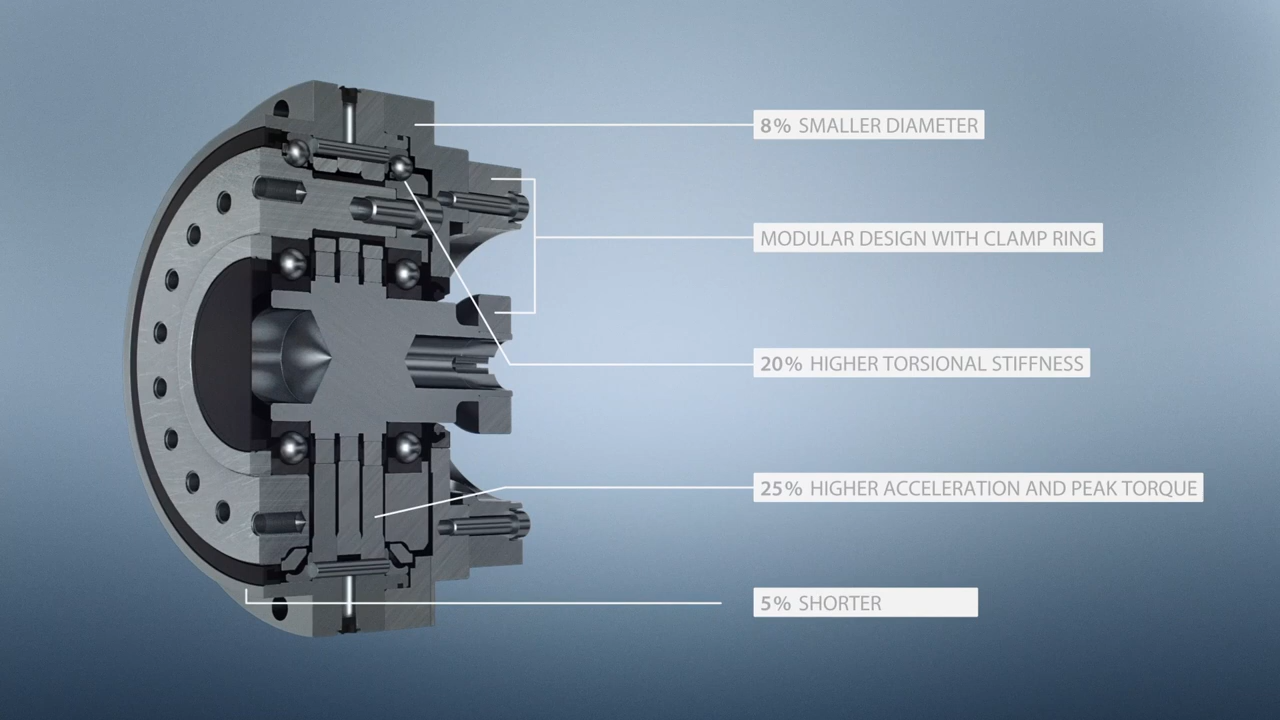 8% SMALLER DIAMETER
MODULAR DESIGN WITH CLAMP RING
20% HIGHER TORSIONAL STIFFNESS
25% HIGHER ACCELERATION AND PEAK TORQUE
5% SHORTER